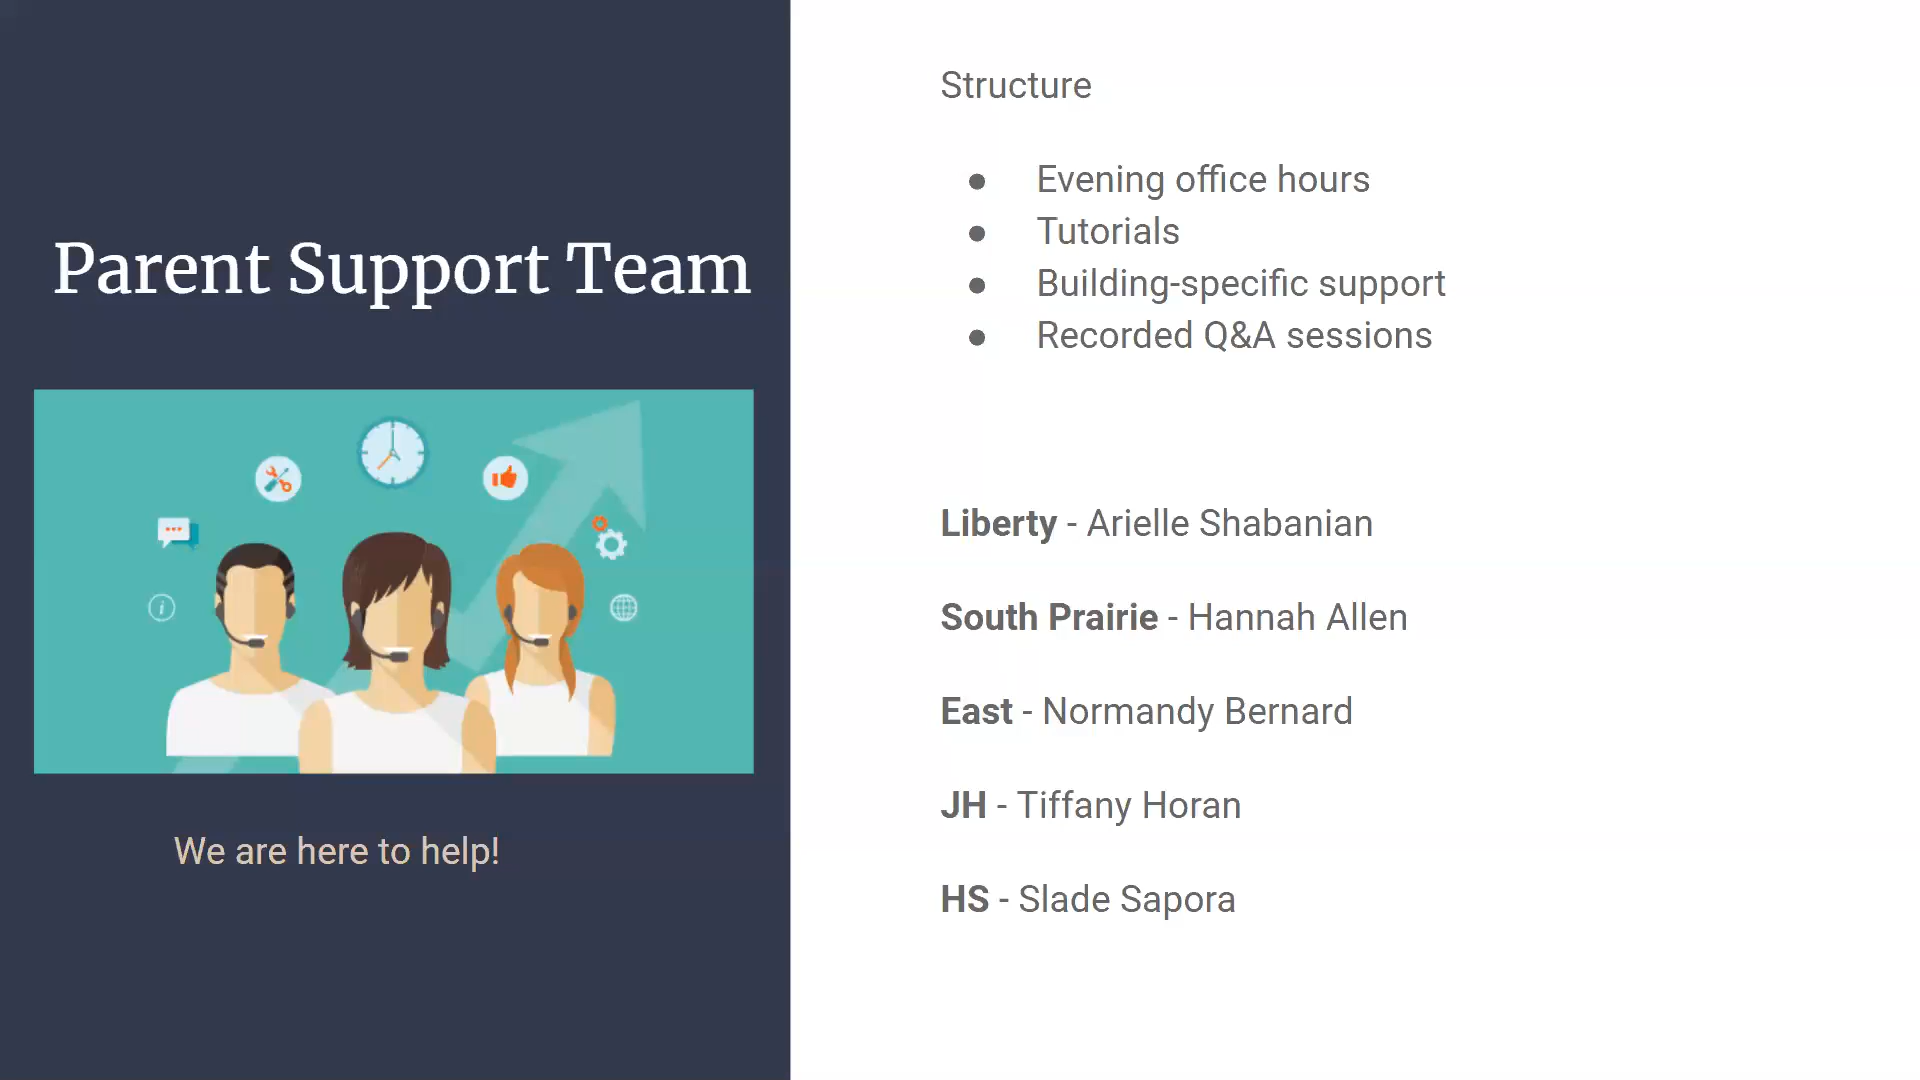 Parent Support Team
We are here to help!
Structure
● Evening office hours
● Tutorials
● Building-specific support
● Recorded Q&A sessions
Liberty - Arielle Shabanian
South Prairie - Hannah Allen
East - Normandy Bernard
JH - Tiffany Horan
HS - Slade Sapora